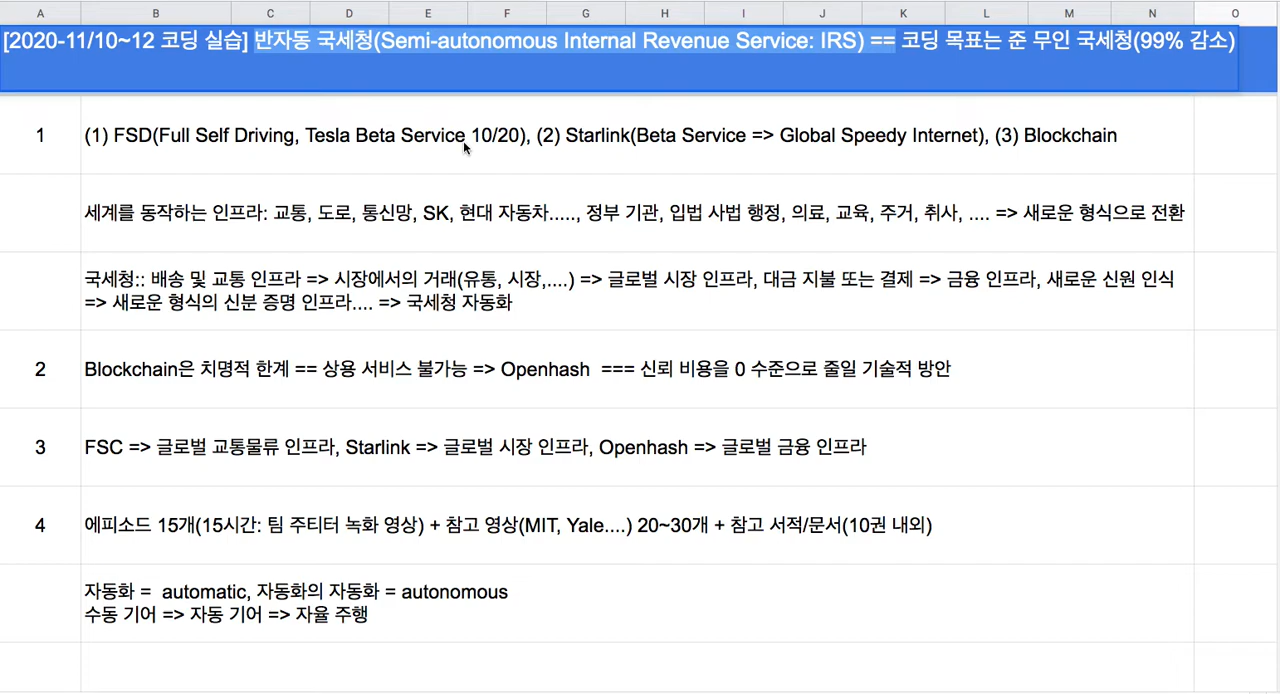 A B C D E F G H I J K L M N O
[2020-11/10~12 코딩 실습] 반자동 국세청(Semi-autonomous Internal Revenue Service: IRS) == 코딩 목표는 준 무인 국세청(99% 감소)
1 (1) FSD(Full Self Driving, Tesla Beta Service 10/20), (2) Starlink(Beta Service => Global Speedy Internet), (3) Blockchain
세계를 동작하는 인프라: 교통, 도로, 통신망, SK, 현대 자동차....., 정부 기관, 입법 사법 행정, 의료, 교육, 주거, 취사, .... => 새로운 형식으로 전환
국세청:: 배송 및 교통 인프라 => 시장에서의 거래(유통, 시장,....) => 글로벌 시장 인프라, 대금 지불 또는 결제 => 금융 인프라, 새로운 신원 인식
=> 새로운 형식의 신분 증명 인프라.... => 국세청 자동화
2 Blockchain은 치명적 한계 == 상용 서비스 불가능 => Openhash === 신뢰 비용을 0 수준으로 줄일 기술적 방안
3 FSC => 글로벌 교통물류 인프라, Starlink => 글로벌 시장 인프라, Openhash => 글로벌 금융 인프라
4 에피소드 15개(15시간: 팀 주티터 녹화 영상) + 참고 영상(MIT, Yale....) 20~30개 + 참고 서적/문서(10권 내외)
자동화 = automatic, 자동화의 자동화 = autonomous
수동 기어 => 자동 기어 => 자율 주행